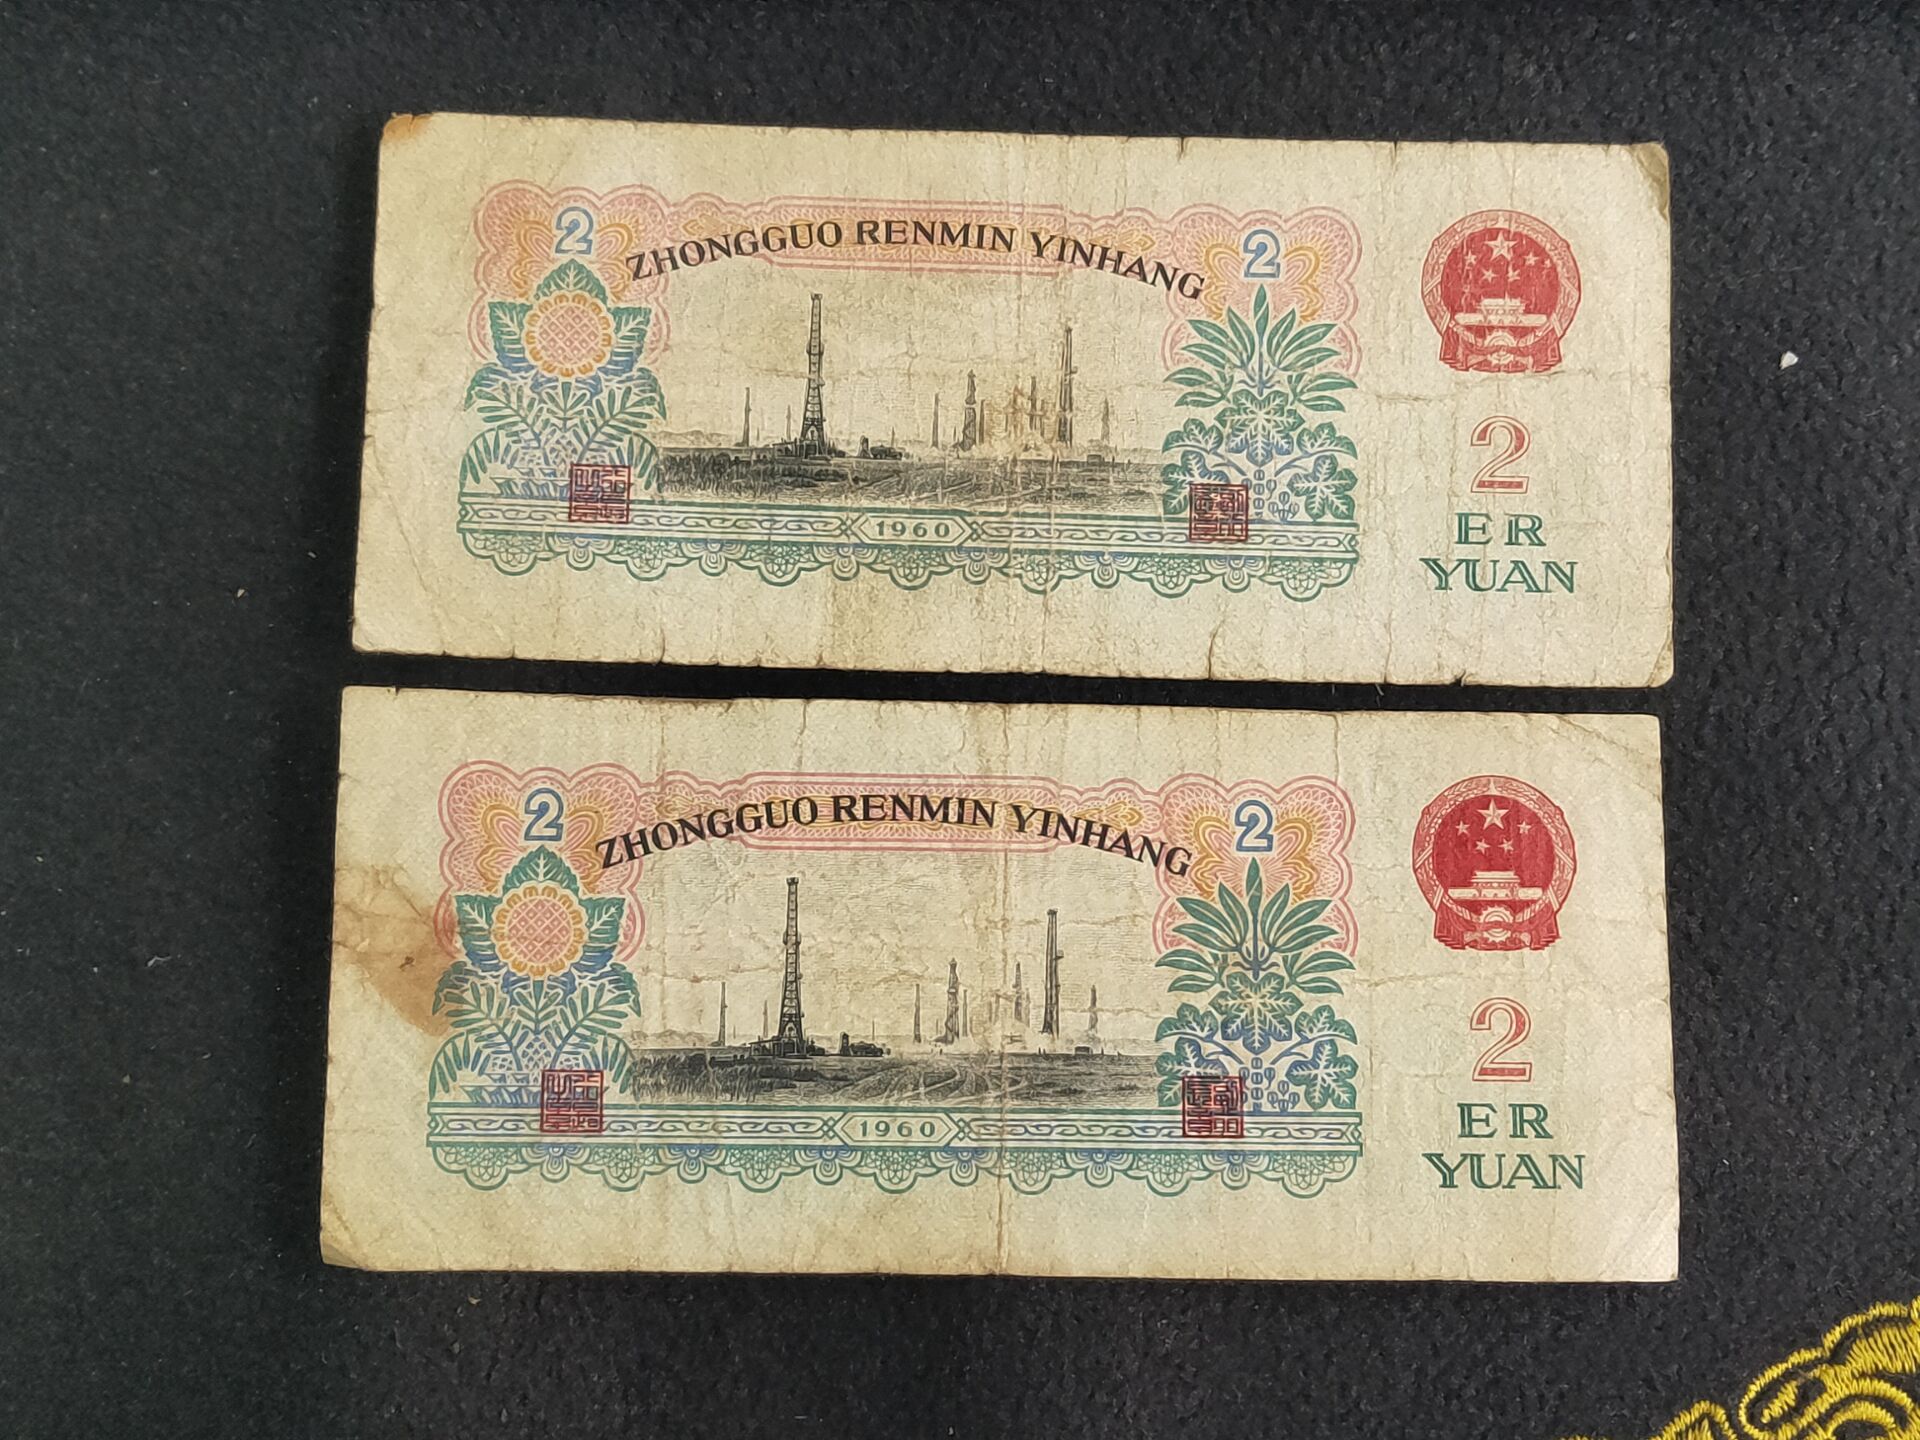 2 2
ZHONGGUO RENMIN YINHANG
1960
2
ER
YUAN
2 2
ZHONGGUO RENMIN YINHANG
1960
2
ER
YUAN